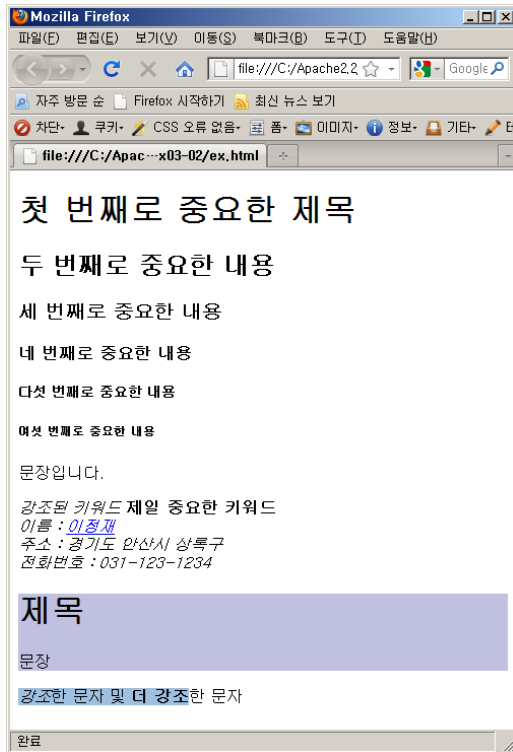 Mozilla Firefox
파일(F) 편집(E) 보기(V) 이동(S) 북마크(B) 도구(T) 도움말(H)
file:///C:/Apache2,2 Google
자주 방문 순 Firefox 시작하기 최신 뉴스 보기
차단 쿠키 CSS 오류 없음 폼 이미지 정보 기타
file:///C:/Apac…x03-02/ex,html
첫 번째로 중요한 제목
두 번째로 중요한 내용
세 번째로 중요한 내용
네 번째로 중요한 내용
다섯 번째로 중요한 내용
여섯 번째로 중요한 내용
문장입니다.
강조된 키워드 제일 중요한 키워드
이름 : 이정재
주소 : 경기도 안산시 상록구
전화번호 : 031-123-1234
제목
문장
강조한 문자 및 더 강조한 문자
완료